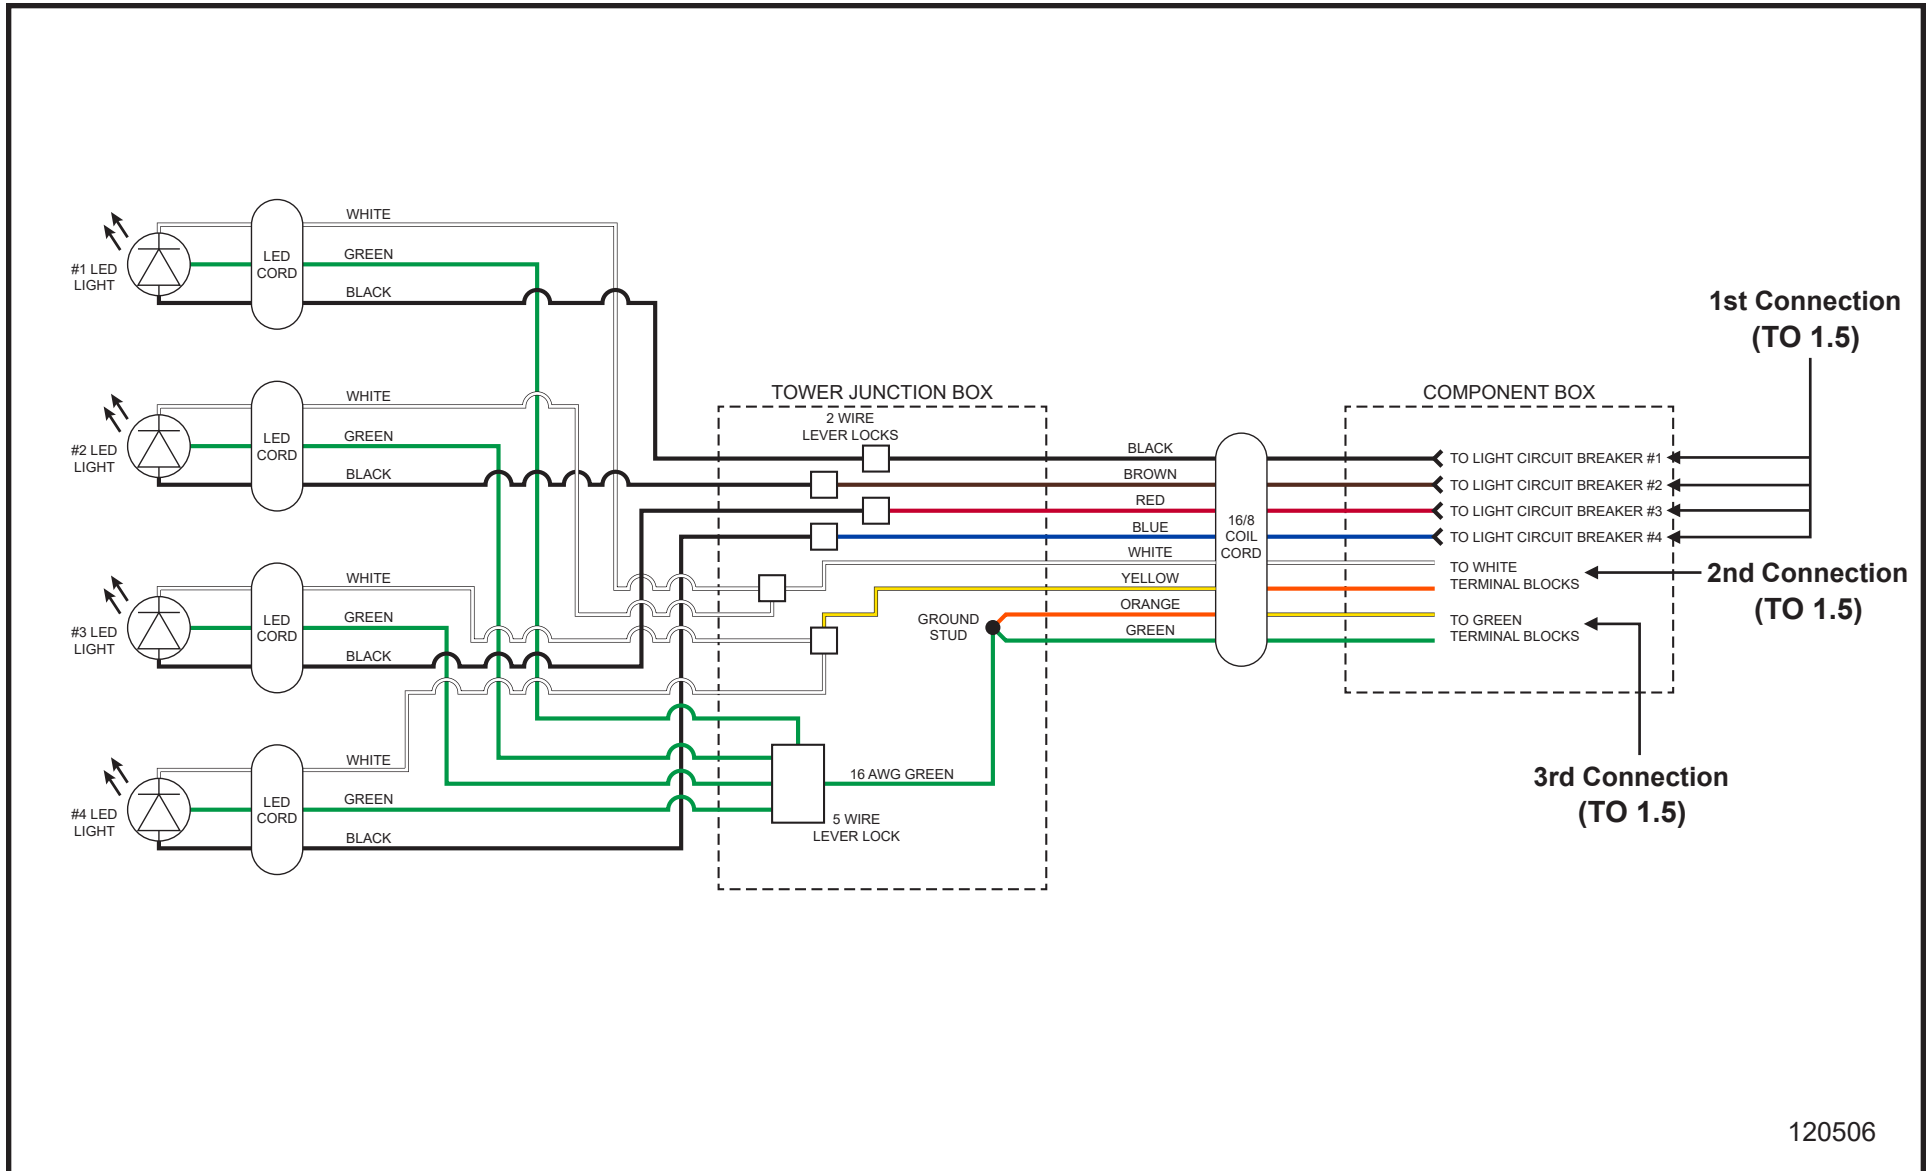 WHITE
GREEN
BLACK
LED
CORD
#1 LED
LIGHT
WHITE
GREEN
BLACK
LED
CORD
#2 LED
LIGHT
WHITE
GREEN
BLACK
LED
CORD
#3 LED
LIGHT
WHITE
GREEN
BLACK
LED
CORD
#4 LED
LIGHT
TOWER JUNCTION BOX
2 WIRE
LEVER LOCKS
GROUND
STUD
16 AWG GREEN
5 WIRE
LEVER LOCK
BLACK
BROWN
RED
BLUE
WHITE
YELLOW
ORANGE
GREEN
16/8
COIL
CORD
COMPONENT BOX
TO LIGHT CIRCUIT BREAKER #1
TO LIGHT CIRCUIT BREAKER #2
TO LIGHT CIRCUIT BREAKER #3
TO LIGHT CIRCUIT BREAKER #4
TO WHITE
TERMINAL BLOCKS
TO GREEN
TERMINAL BLOCKS
1st Connection
(TO 1.5)
2nd Connection
(TO 1.5)
3rd Connection
(TO 1.5)
120506